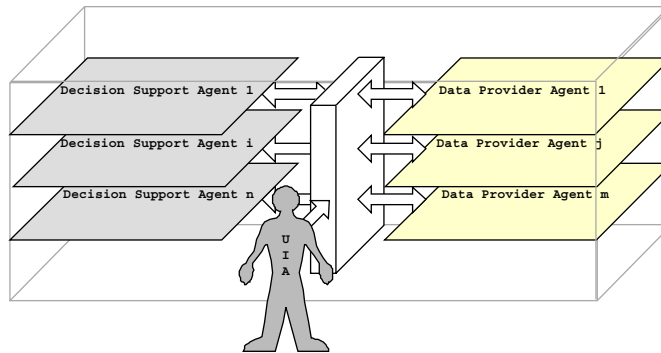 Decision Support Agent 1
Data Provider Agent 1
Decision Support Agent i
Data Provider Agent j
Decision Support Agent n
Data Provider Agent m
U
I
A